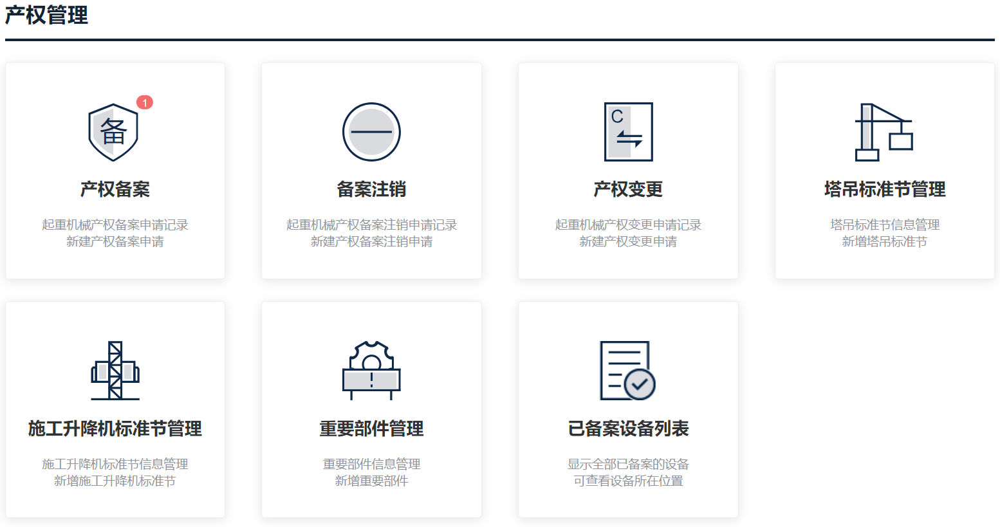 产权管理
1
备
产权备案
起重机械产权备案申请记录
新建产权备案申请
备案注销
起重机械产权备案注销申请记录
新建产权备案注销申请
C
产权变更
起重机械产权变更申请记录
新建产权变更申请
塔吊标准节管理
塔吊标准节信息管理
新增塔吊标准节
施工升降机标准节管理
施工升降机标准节信息管理
新增施工升降机标准节
重要部件管理
重要部件信息管理
新增重要部件
已备案设备列表
显示全部已备案的设备
可查看设备所在位置